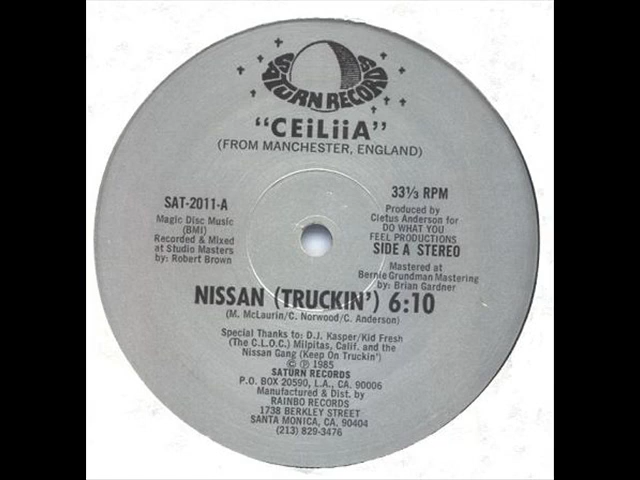 SATURN RECORDS
"CEiLiiA"
(FROM MANCHESTER, ENGLAND)
SAT-2011-A
Magic Disc Music
(BMI)
Recorded & Mixed
at Studio Masters
by: Robert Brown
33⅓ RPM
Produced by
Cletus Anderson for
DO WHAT YOU
FEEL PRODUCTIONS
SIDE A STEREO
Mastered at
Bernie Grundman Mastering
by: Brian Gardner
NISSAN (TRUCKIN') 6:10
(M. McLaurin/C. Norwood/C. Anderson)
Special Thanks to: D.J. Kasper/Kid Fresh
(The C.L.O.C.) Milpitas, Calif. and the
Nissan Gang (Keep On Truckin')
© ℗ 1985
SATURN RECORDS
P.O. BOX 20590, L.A., CA. 90006
Manufactured & Dist. by
RAINBO RECORDS
1738 BERKLEY STREET
SANTA MONICA, CA. 90404
(213) 829-3476